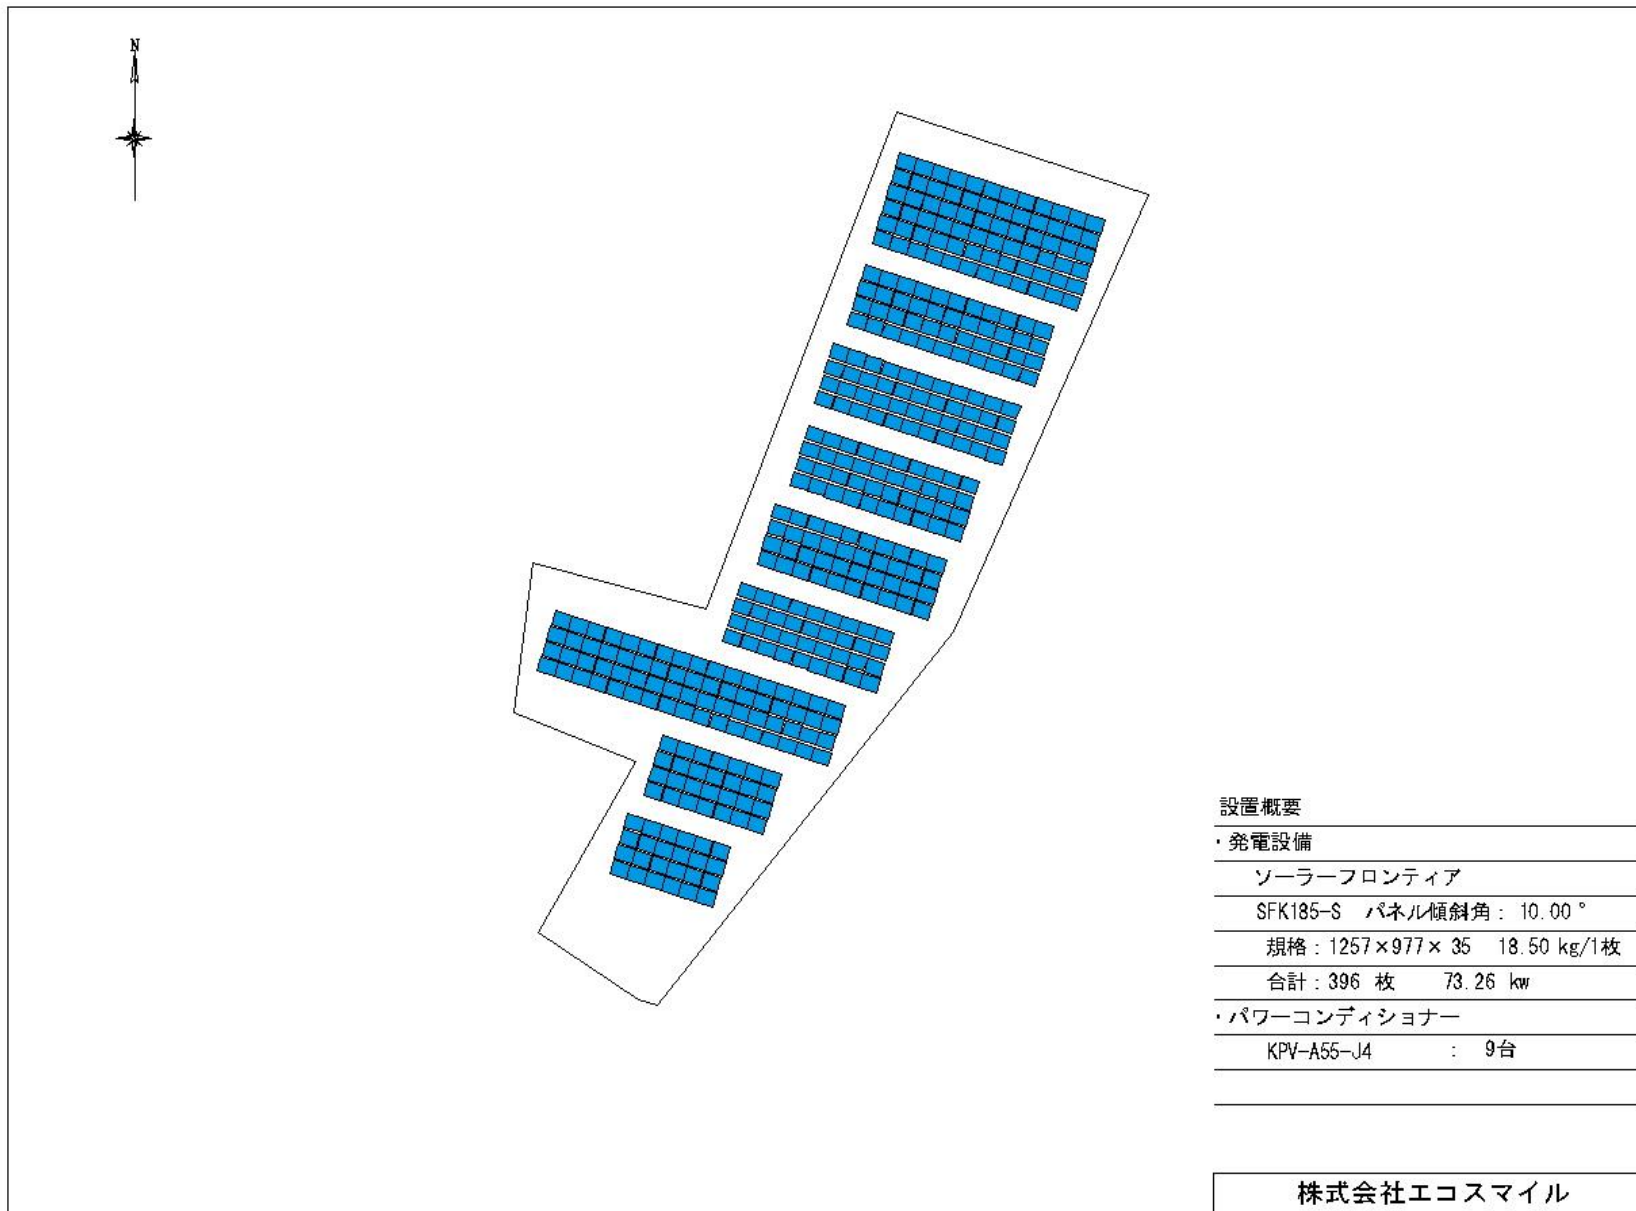 N
設置概要
・発電設備
ソーラーフロンティア
SFK185-S パネル傾斜角： 10.00°
規格：1257×977× 35 18.50 kg/1枚
合計：396 枚 73.26 kw
・パワーコンディショナー
KPV-A55-J4 ： 9台
株式会社エコスマイル